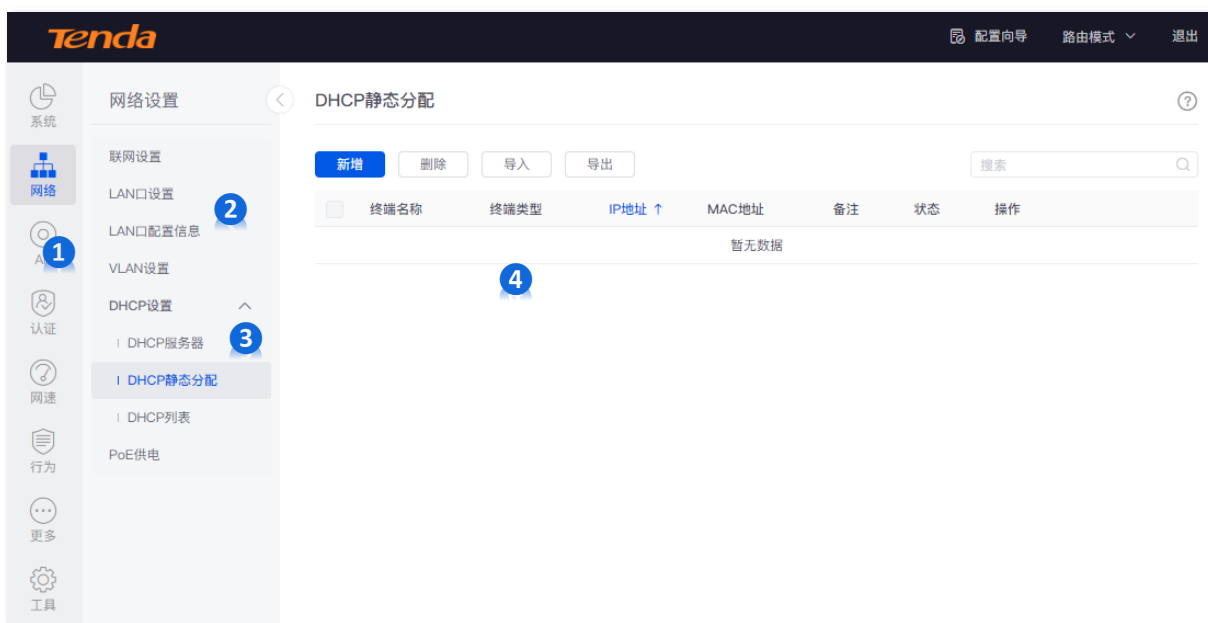 Tenda
配置向导
路由模式
退出
系统
网络
1
认证
网速
行为
更多
工具
网络设置
联网设置
LAN口设置
2
LAN口配置信息
VLAN设置
DHCP设置
DHCP服务器
3
DHCP静态分配
DHCP列表
PoE供电
DHCP静态分配
?
新增 删除 导入 导出 搜索
终端名称 终端类型 IP地址 ↑ MAC地址 备注 状态 操作
暂无数据
4